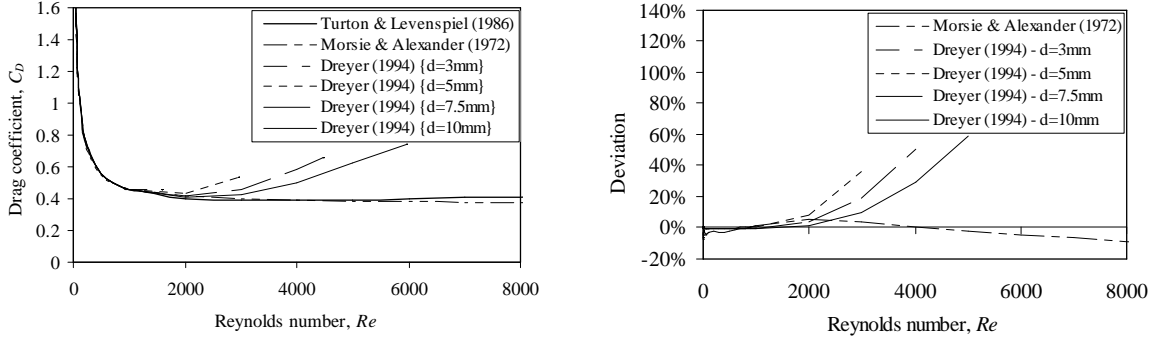 1.6
1.4
1.2
1
0.8
0.6
0.4
0.2
0
Drag coefficient, C_D
Turton & Levenspiel (1986)
Morsie & Alexander (1972)
Dreyer (1994) {d=3mm}
Dreyer (1994) {d=5mm}
Dreyer (1994) {d=7.5mm}
Dreyer (1994) {d=10mm}
0 2000 4000 6000 8000
Reynolds number, Re
140%
120%
100%
80%
60%
40%
20%
0%
-20%
Deviation
Morsie & Alexander (1972)
Dreyer (1994) - d=3mm
Dreyer (1994) - d=5mm
Dreyer (1994) - d=7.5mm
Dreyer (1994) - d=10mm
0 2000 4000 6000 8000
Reynolds number, Re